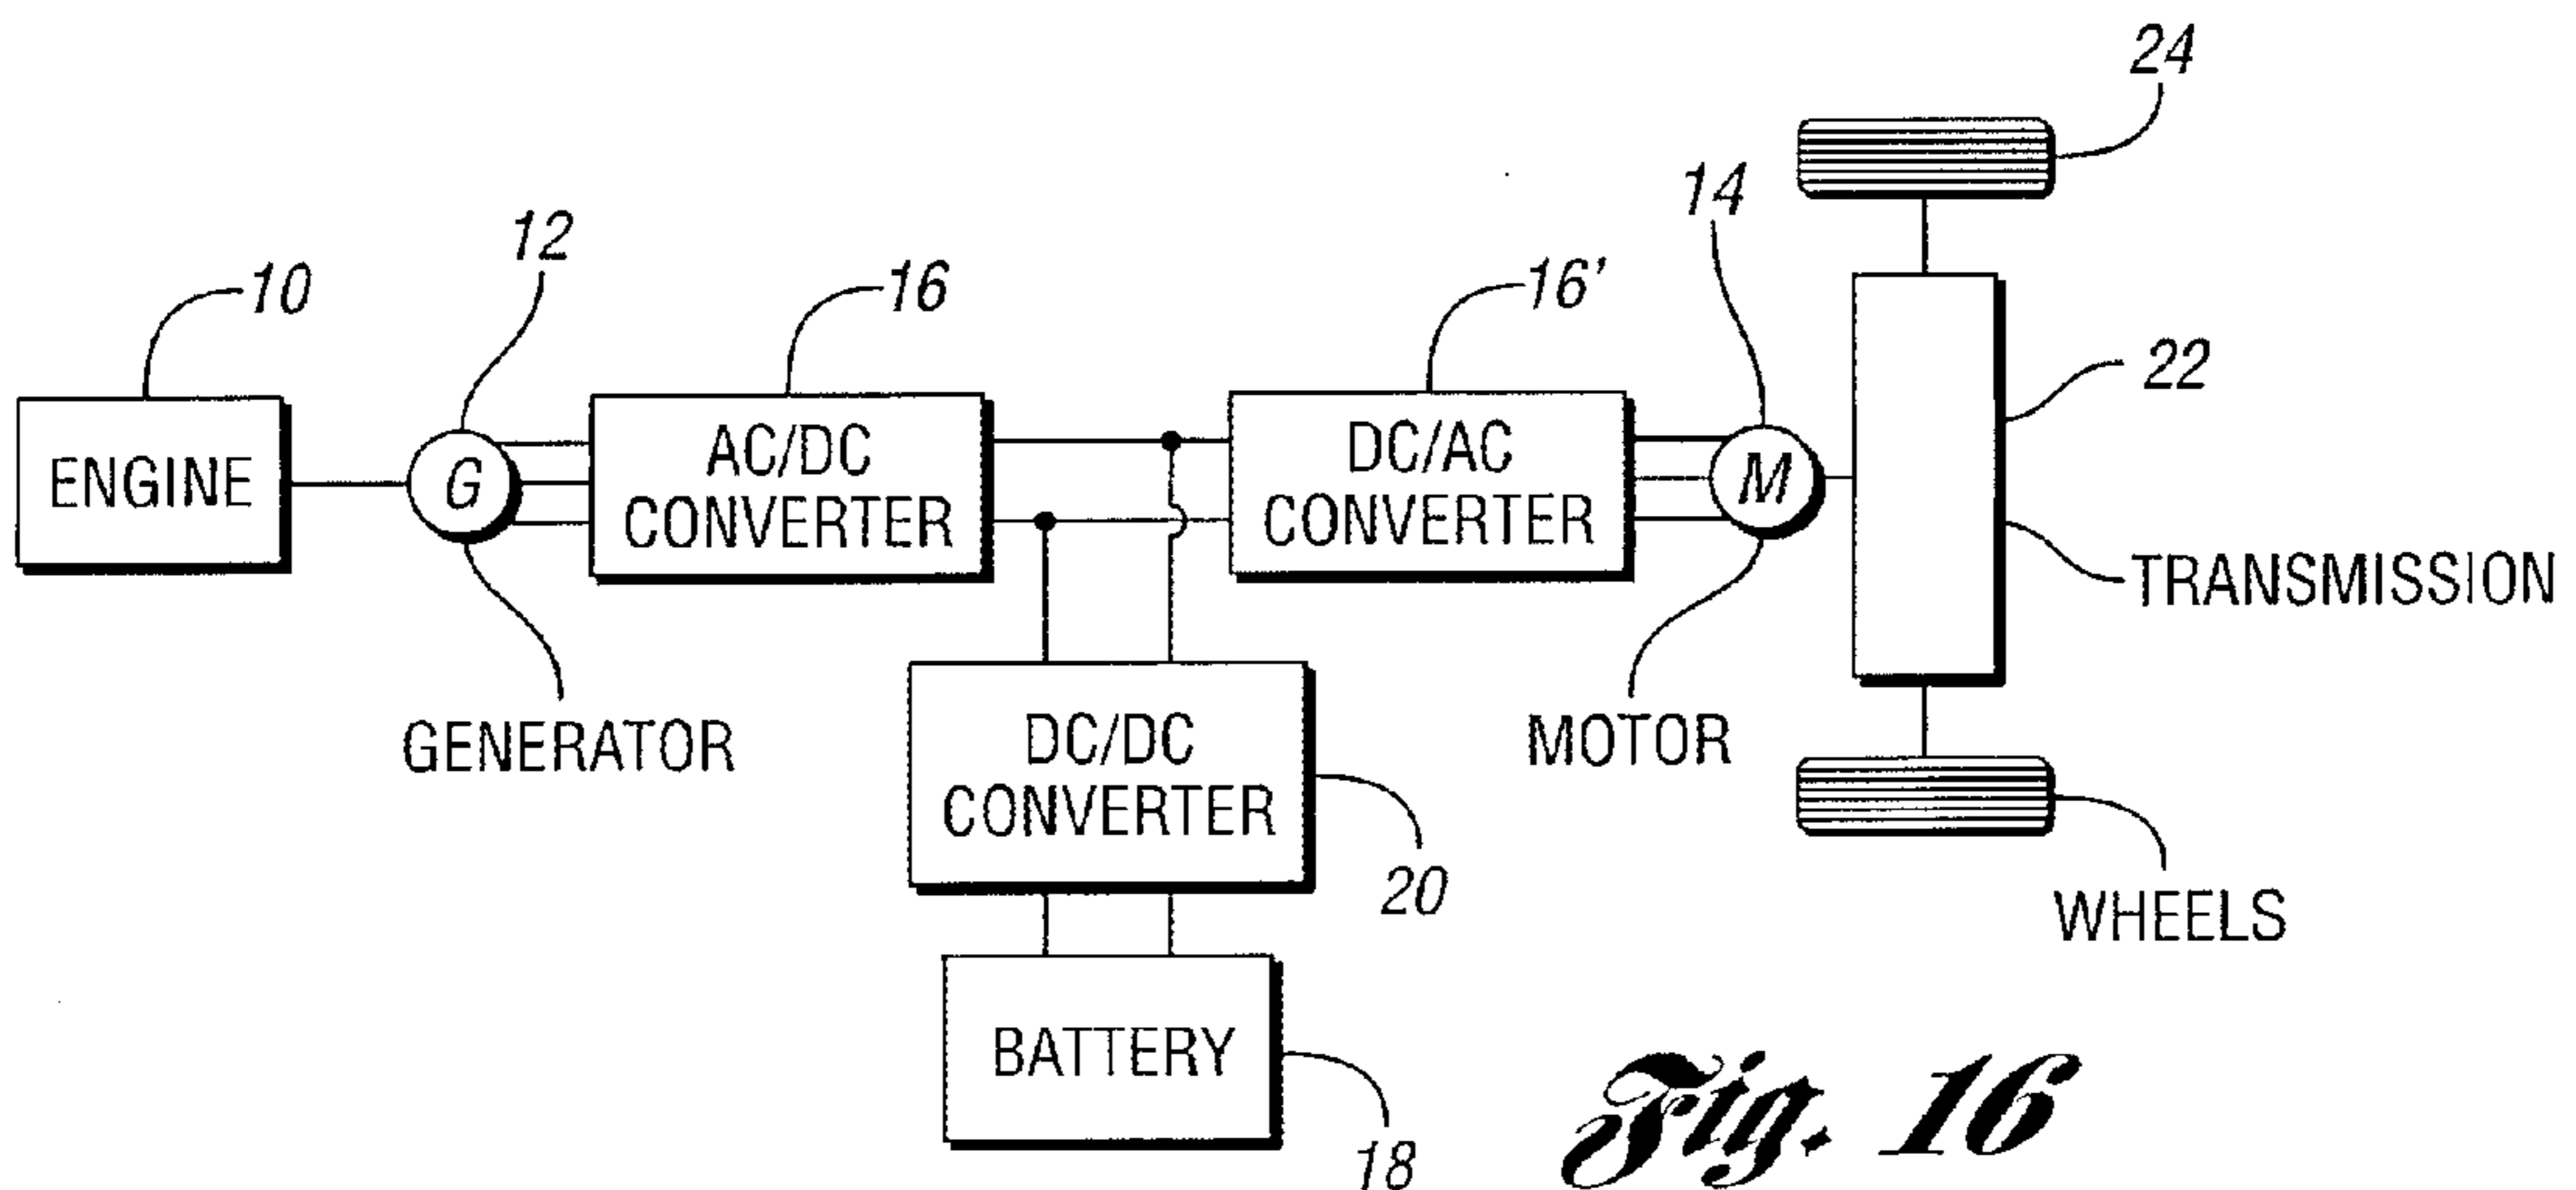 24
14
12
16
16'
10
22
ENGINE
G
AC/DC
CONVERTER
DC/AC
CONVERTER
M
TRANSMISSION
GENERATOR
DC/DC
CONVERTER
MOTOR
20
WHEELS
BATTERY
18
Fig. 16